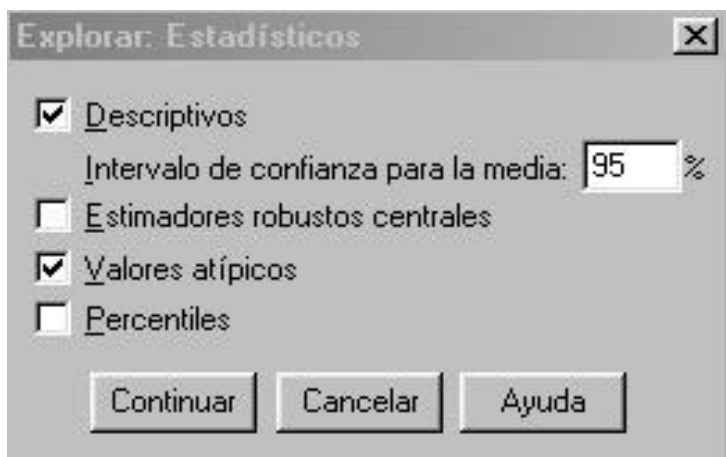 Explorar: Estadísticos
Descriptivos
Intervalo de confianza para la media: 95 %
Estimadores robustos centrales
Valores atípicos
Percentiles
Continuar Cancelar Ayuda